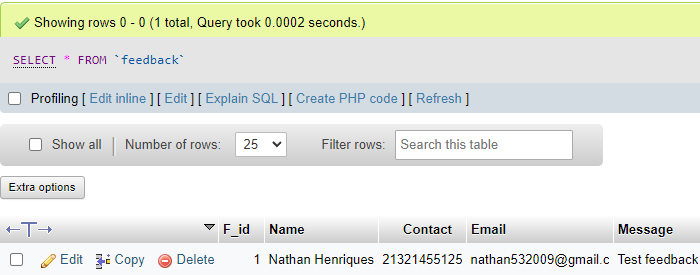 Showing rows 0 - 0 (1 total, Query took 0.0002 seconds.)
SELECT * FROM `feedback`
Profiling [ Edit inline ] [ Edit ] [ Explain SQL ] [ Create PHP code ] [ Refresh ]
Show all Number of rows: 25 Filter rows: Search this table
Extra options
←T→ F_id Name Contact Email Message
Edit Copy Delete 1 Nathan Henriques 21321455125 nathan532009@gmail.c Test feedback